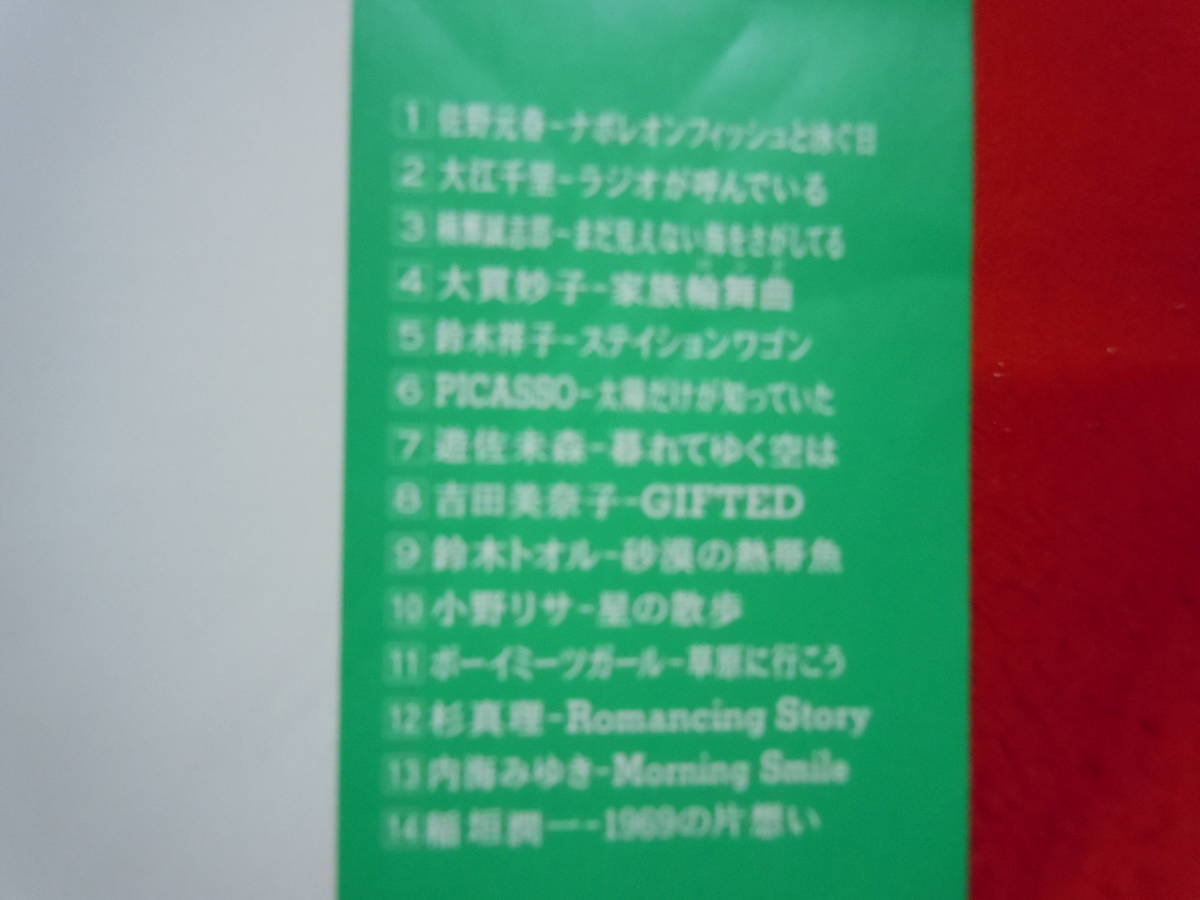 1 佐野元春-ナポレオンフィッシュと泳ぐ日
2 大江千里-ラジオが呼んでいる
3 楠瀬誠志郎-まだ見えない海をさがしてる
4 大貫妙子-家族輪舞曲
5 鈴木祥子-ステイションワゴン
6 PICASSO-太陽だけが知っていた
7 遊佐未森-暮れてゆく空は
8 吉田美奈子-GIFTED
9 鈴木トオル-砂漠の熱帯魚
10 小野リサ-星の散歩
11 ボーイミーツガール-草原に行こう
12 杉真理-Romancing Story
13 内海みゆき-Morning Smile
14 稲垣潤一-1969の片想い